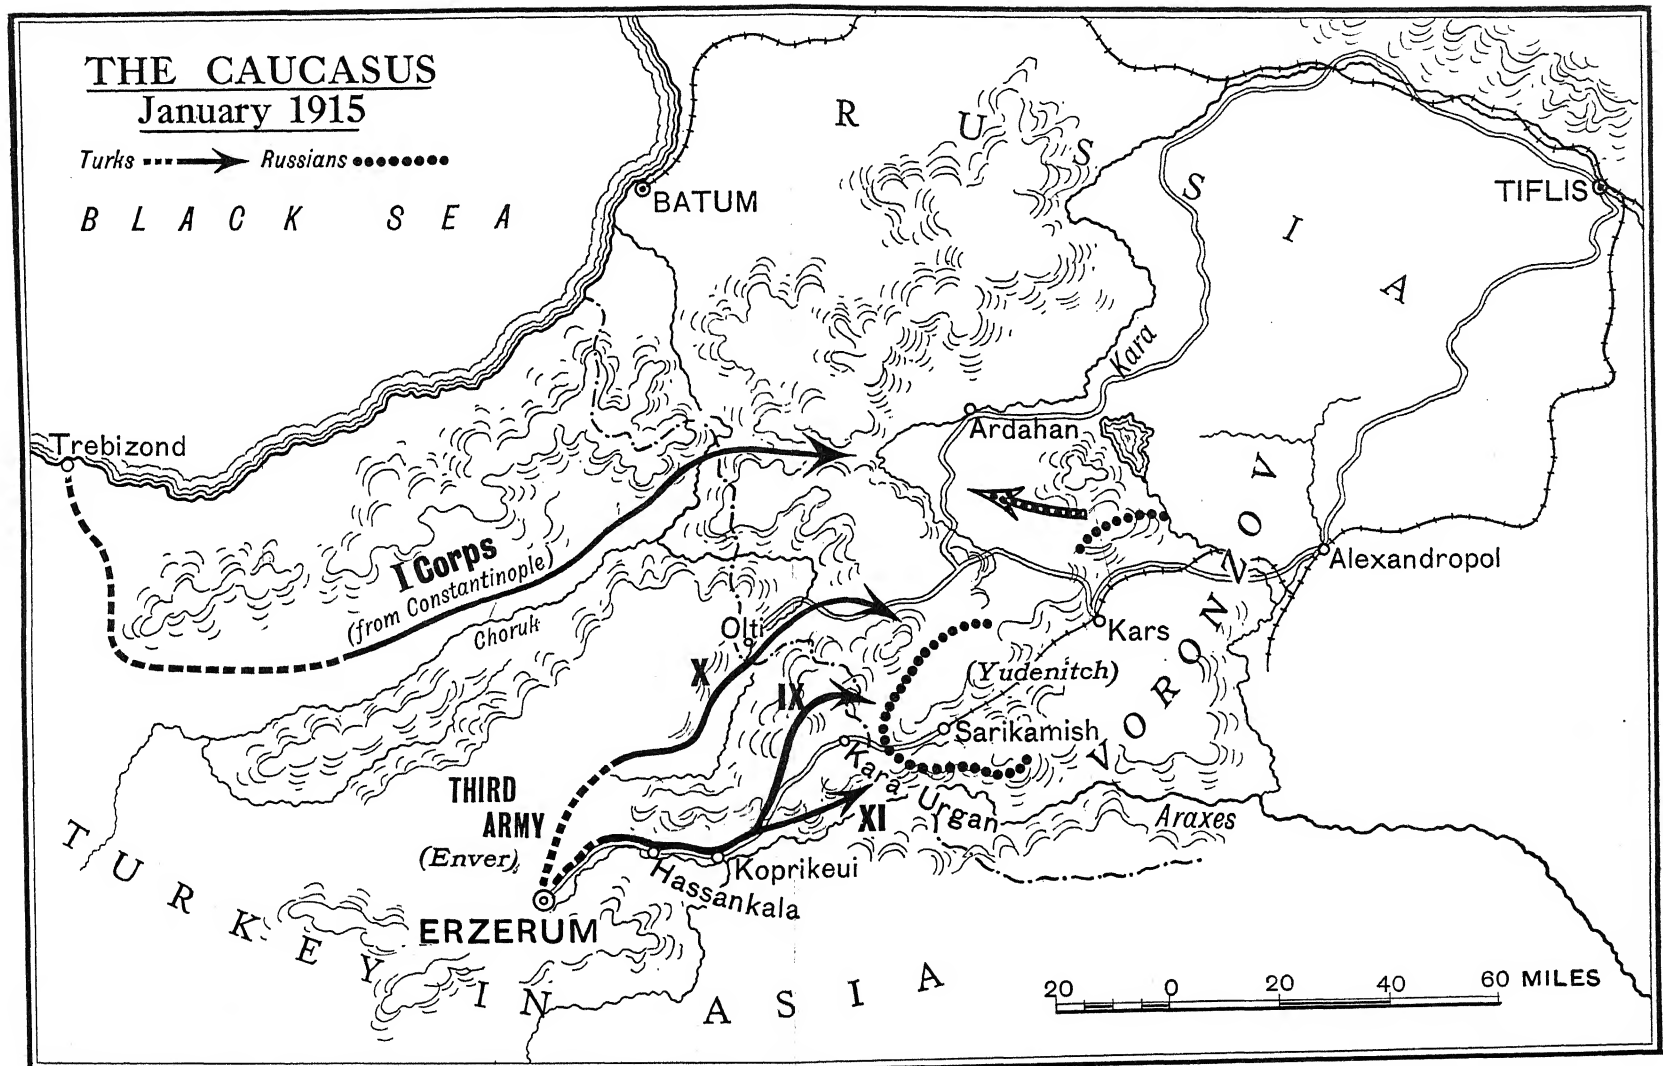 THE CAUCASUS
January 1915
Turks Russians
BLACK SEA
RUSSIA
BATUM
TIFLIS
Kara
Trebizond
Ardahan
I Corps
(from Constantinople)
Choruk
Alexandropol
VORONZOV
Olti
Kars
X
IX
(Yudenitch)
Sarikamish
Kara Urgan
THIRD
ARMY
(Enver)
XI
Araxes
Koprikeui
Hassankala
ERZERUM
TURKEY IN ASIA
20 0 20 40 60 MILES